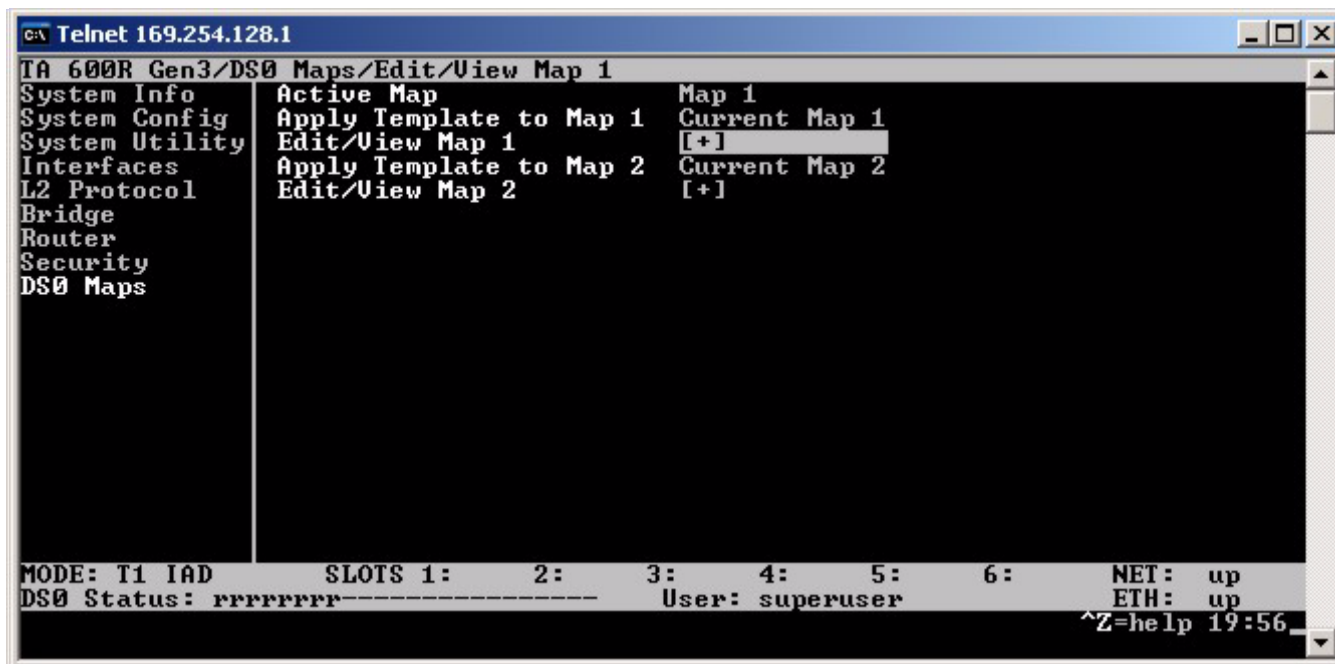 Telnet 169.254.128.1
TA 600R Gen3/DS0 Maps/Edit/View Map 1
System Info Active Map Map 1
System Config Apply Template to Map 1 Current Map 1
System Utility Edit/View Map 1 [+]
Interfaces Apply Template to Map 2 Current Map 2
L2 Protocol Edit/View Map 2 [+]
Bridge
Router
Security
DS0 Maps
MODE: T1 IAD SLOTS 1: 2: 3: 4: 5: 6: NET: up
DS0 Status: rrrrrrrr---------------- User: superuser ETH: up
^Z=help 19:56